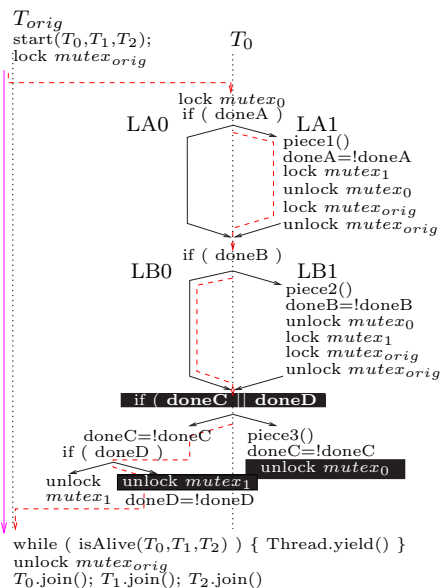 T_orig
start(T_0,T_1,T_2);
T_0
lock mutex_orig
lock mutex_0
if ( doneA )
LA0
LA1
piece1()
doneA=!doneA
lock mutex_1
unlock mutex_0
lock mutex_orig
unlock mutex_orig
if ( doneB )
LB0
LB1
piece2()
doneB=!doneB
unlock mutex_0
lock mutex_1
lock mutex_orig
unlock mutex_orig
if ( doneC || doneD
doneC=!doneC
piece3()
if ( doneD )
doneC=!doneC
unlock mutex_0
unlock
mutex_1
unlock mutex_1
doneD=!doneD
while ( isAlive(T_0,T_1,T_2) ) { Thread.yield() }
unlock mutex_orig
T_0.join(); T_1.join(); T_2.join()